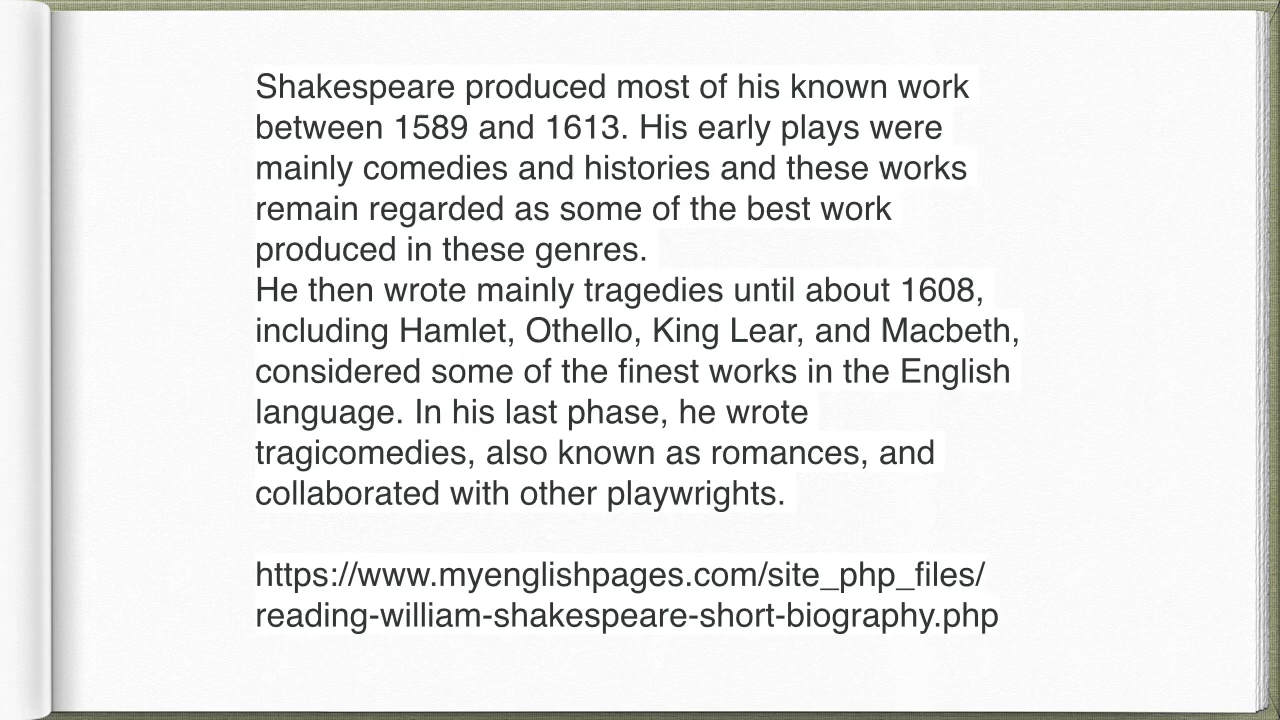 Shakespeare produced most of his known work
between 1589 and 1613. His early plays were
mainly comedies and histories and these works
remain regarded as some of the best work
produced in these genres.
He then wrote mainly tragedies until about 1608,
including Hamlet, Othello, King Lear, and Macbeth,
considered some of the finest works in the English
language. In his last phase, he wrote
tragicomedies, also known as romances, and
collaborated with other playwrights.
https://www.myenglishpages.com/site_php_files/
reading-william-shakespeare-short-biography.php